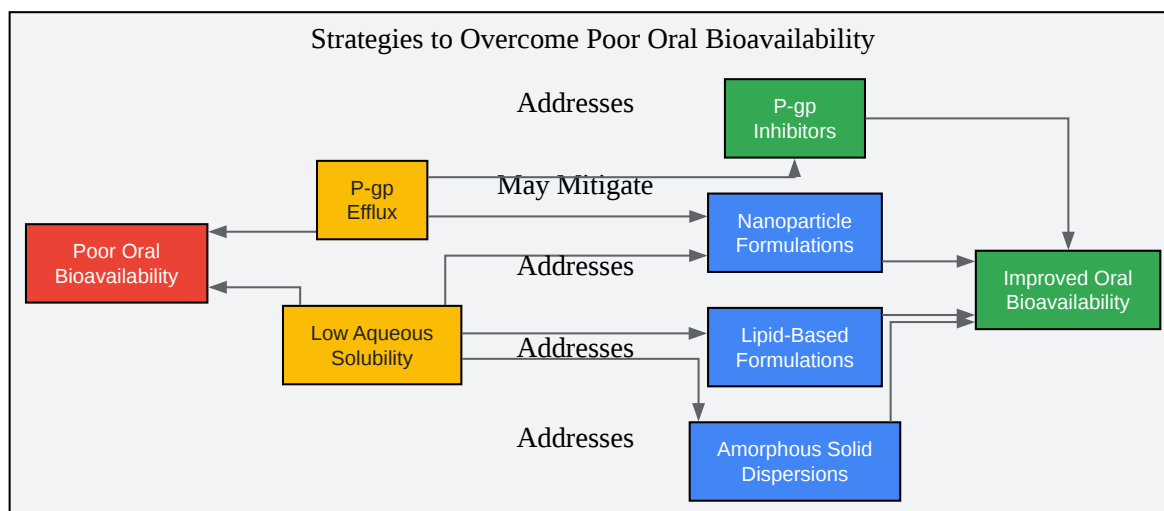 Strategies to Overcome Poor Oral Bioavailability
Addresses
P-gp
Inhibitors
P-gp
Efflux
May Mitigate
Nanoparticle
Formulations
Poor Oral
Bioavailability
Addresses
Improved Oral
Bioavailability
Low Aqueous
Solubility
Addresses
Lipid-Based
Formulations
Addresses
Amorphous Solid
Dispersions